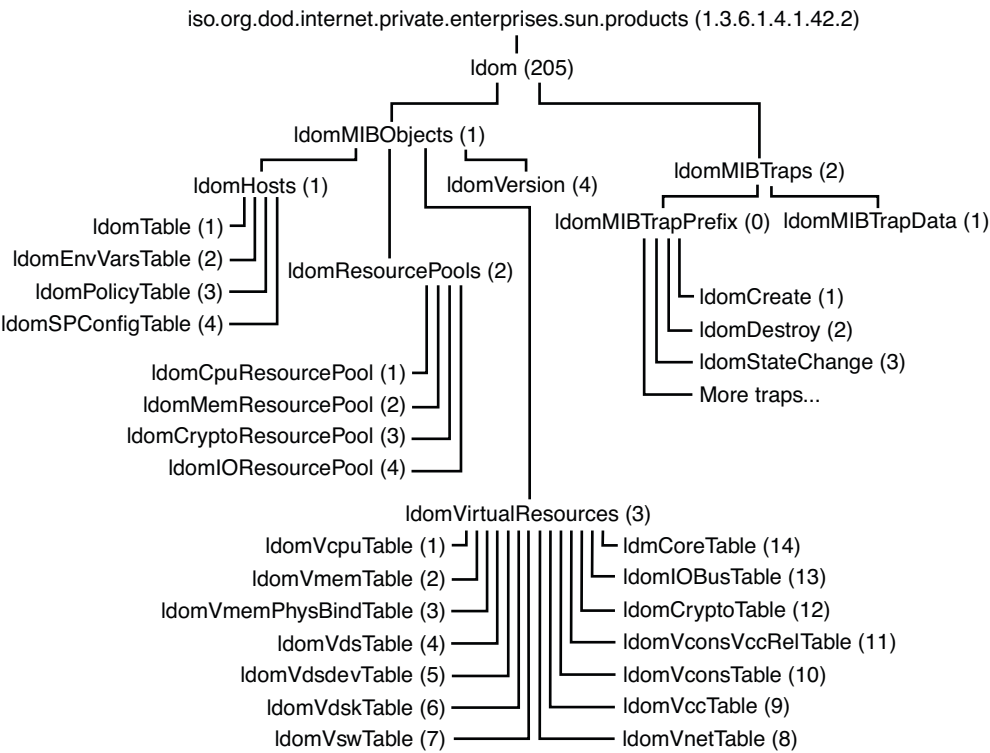 iso.org.dod.internet.private.enterprises.sun.products (1.3.6.1.4.1.42.2)
ldom (205)
ldomMIBObjects (1)
ldomHosts (1)
ldomTable (1)
ldomEnvVarsTable (2)
ldomPolicyTable (3)
ldomSPConfigTable (4)
ldomResourcePools (2)
ldomCpuResourcePool (1)
ldomMemResourcePool (2)
ldomCryptoResourcePool (3)
ldomIOResourcePool (4)
ldomVersion (4)
ldomVirtualResources (3)
ldomVcpuTable (1)
ldomVmemTable (2)
ldomVmemPhysBindTable (3)
ldomVdsTable (4)
ldomVdsdevTable (5)
ldomVdskTable (6)
ldomVswTable (7)
ldmCoreTable (14)
ldomIOBusTable (13)
ldomCryptoTable (12)
ldomVconsVccRelTable (11)
ldomVconsTable (10)
ldomVccTable (9)
ldomVnetTable (8)
ldomMIBTraps (2)
ldomMIBTrapPrefix (0)
ldomMIBTrapData (1)
ldomCreate (1)
ldomDestroy (2)
ldomStateChange (3)
More traps...